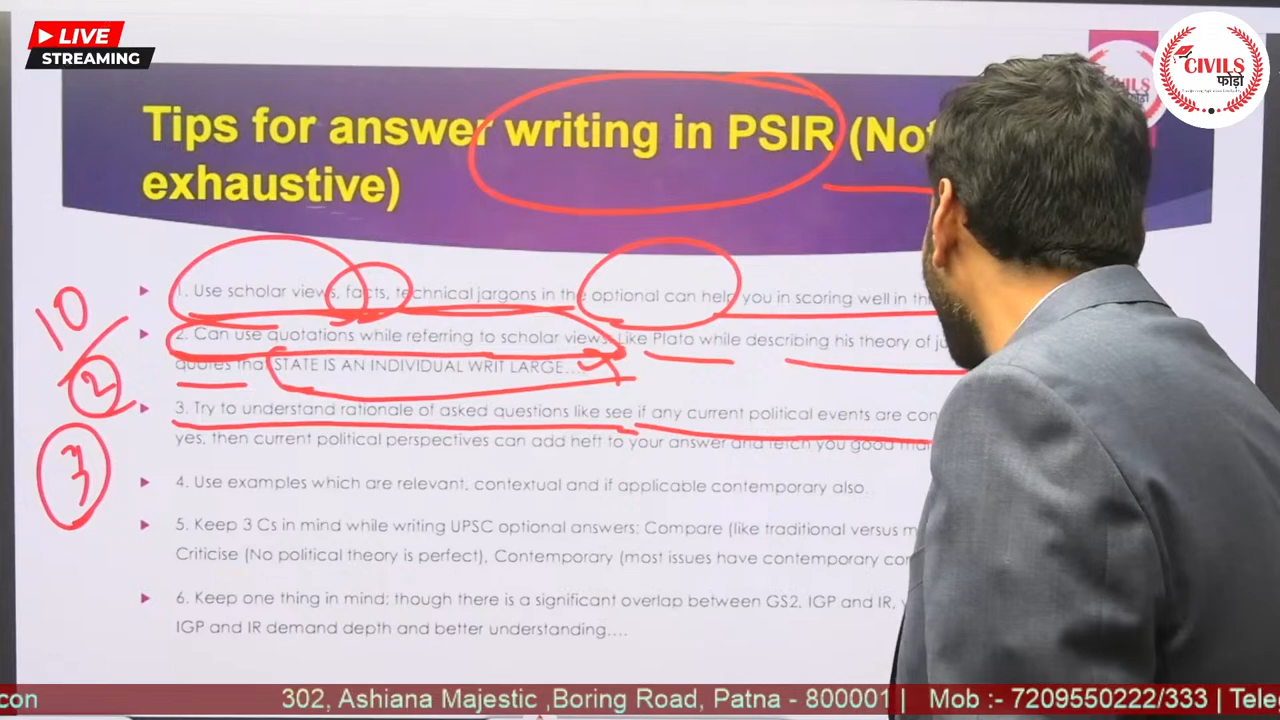 LIVE
STREAMING
CIVILS
फोड़ो
CIVILS
Tips for answer writing in PSIR (Not
exhaustive)
1. Use scholar views, facts, technical jargons in the optional can help you in scoring well in
2. Can use quotations while referring to scholar views. Like Plato while describing his theory of
quotes that STATE IS AN INDIVIDUAL WRIT LARGE...
3. Try to understand rationale of asked questions like see if any current political events are
yes, then current political perspectives can add heft to your answer and fetch you good
4. Use examples which are relevant, contextual and if applicable contemporary also.
5. Keep 3 Cs in mind while writing UPSC optional answers: Compare (like traditional versus
Criticise (No political theory is perfect), Contemporary (most issues have contemporary
6. Keep one thing in mind: though there is a significant overlap between GS2, IGP and IR,
IGP and IR demand depth and better understanding....
10
2
3
302, Ashiana Majestic ,Boring Road, Patna - 800001 | Mob :- 7209550222/333 |